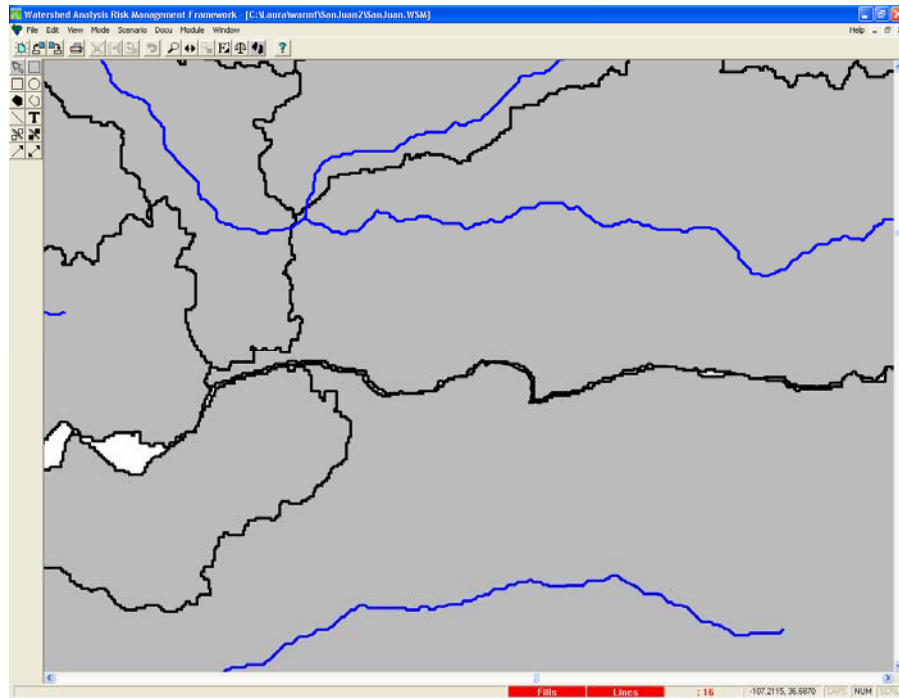 Watershed Analysis Risk Management Framework - [C:\Laura\warmf\SanJuan2\SanJuan.WSM]
File Edit View Mode Scenario Docu Module Window Help
T
Fills Lines : 16 -107.2115, 36.6870 CAPS NUM SCRL